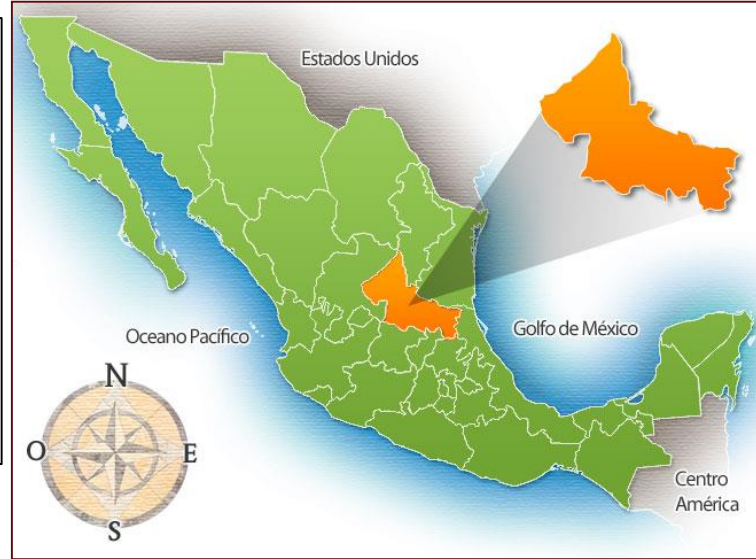 Estados Unidos
Oceano Pacífico
Golfo de México
N
O
E
S
Centro
América